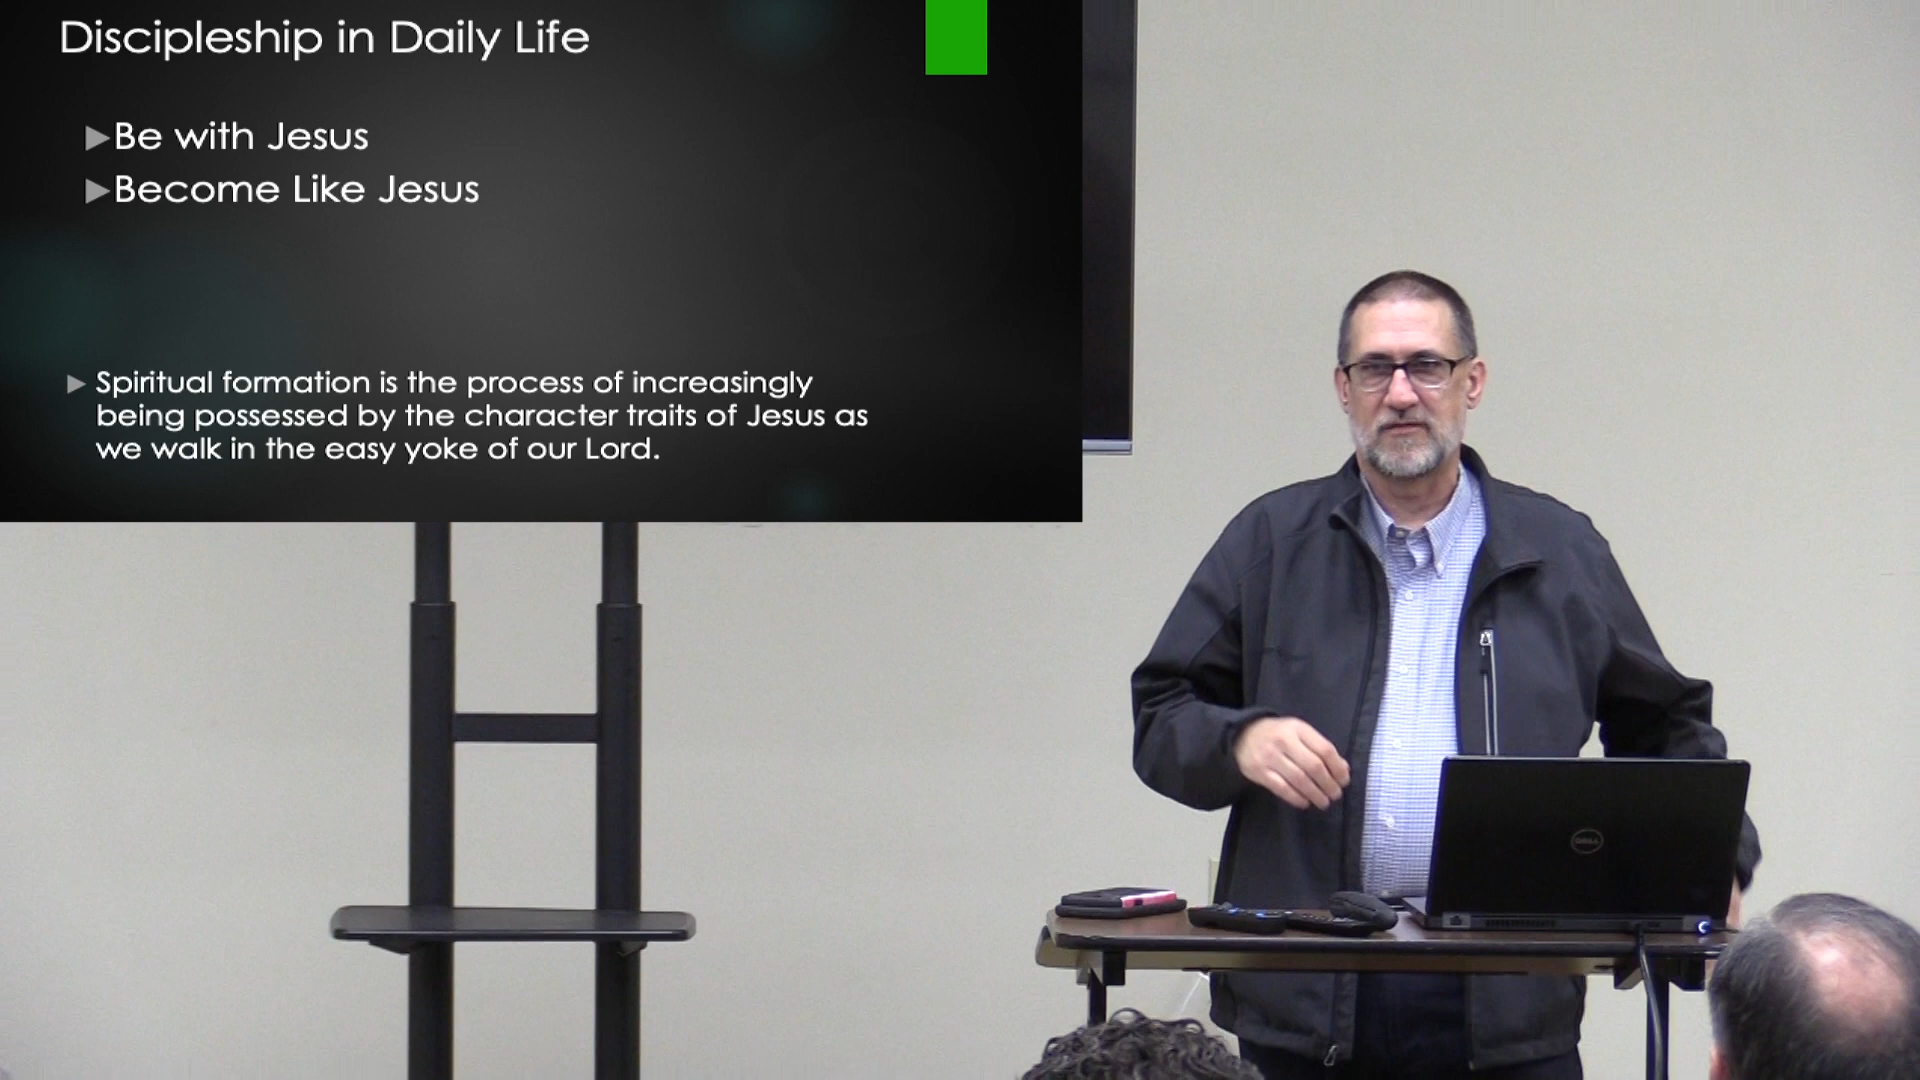 Discipleship in Daily Life
Be with Jesus
Become Like Jesus
Spiritual formation is the process of increasingly
being possessed by the character traits of Jesus as
we walk in the easy yoke of our Lord.
DELL